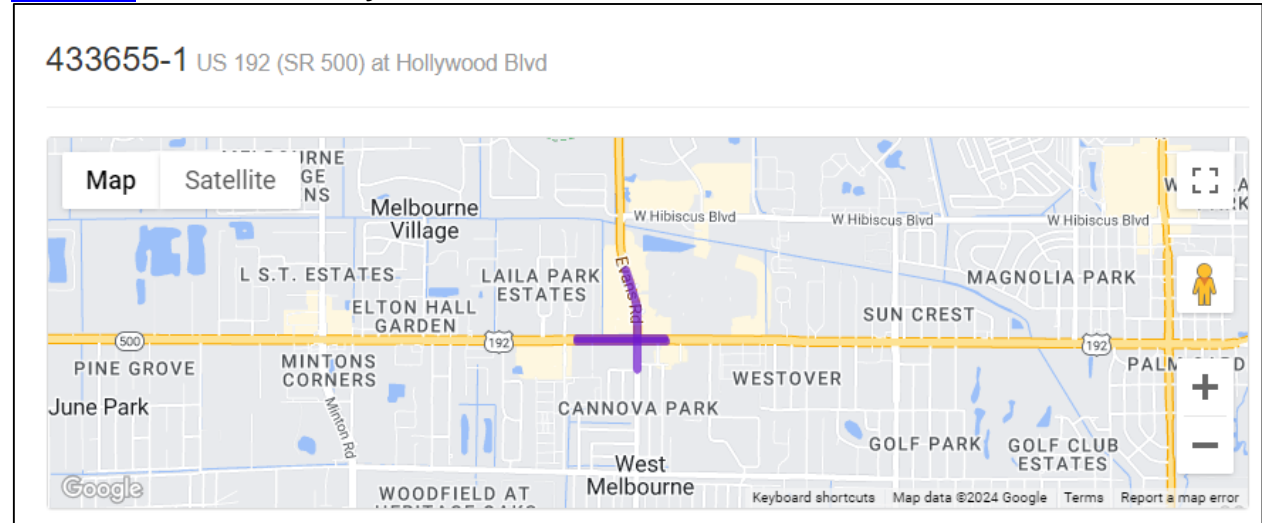 433655-1 US 192 (SR 500) at Hollywood Blvd
Map
Satellite
Melbourne
Village
W Hibiscus Blvd
W Hibiscus Blvd
W Hibiscus Blvd
L S.T. ESTATES
LAILA PARK
ESTATES
Evans Rd
MAGNOLIA PARK
ELTON HALL
GARDEN
SUN CREST
500
192
192
PINE GROVE
MINTONS
CORNERS
WESTOVER
June Park
Minton Rd
CANNOVA PARK
GOLF PARK
GOLF CLUB
ESTATES
West
Melbourne
WOODFIELD AT
Google
Keyboard shortcuts
Map data ©2024 Google
Terms
Report a map error